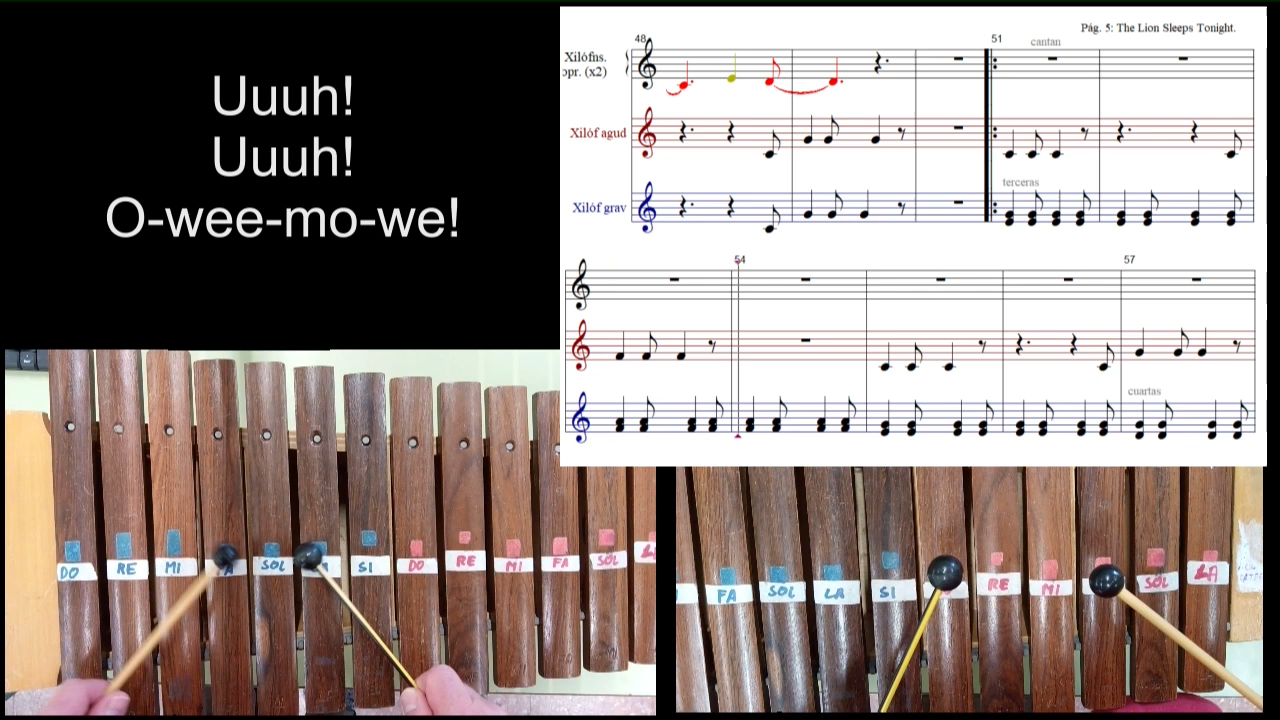 Uuuh!
Uuuh!
O-wee-mo-we!
Pág. 5: The Lion Sleeps Tonight.
48
51
cantan
Xilófns.
opr. (x2)
Xilóf agud
terceras
Xilóf grav
54
57
cuartas
DO RE MI SOL SI DO RE MI FA SOL
FA SOL LA SI RE MI SOL LA